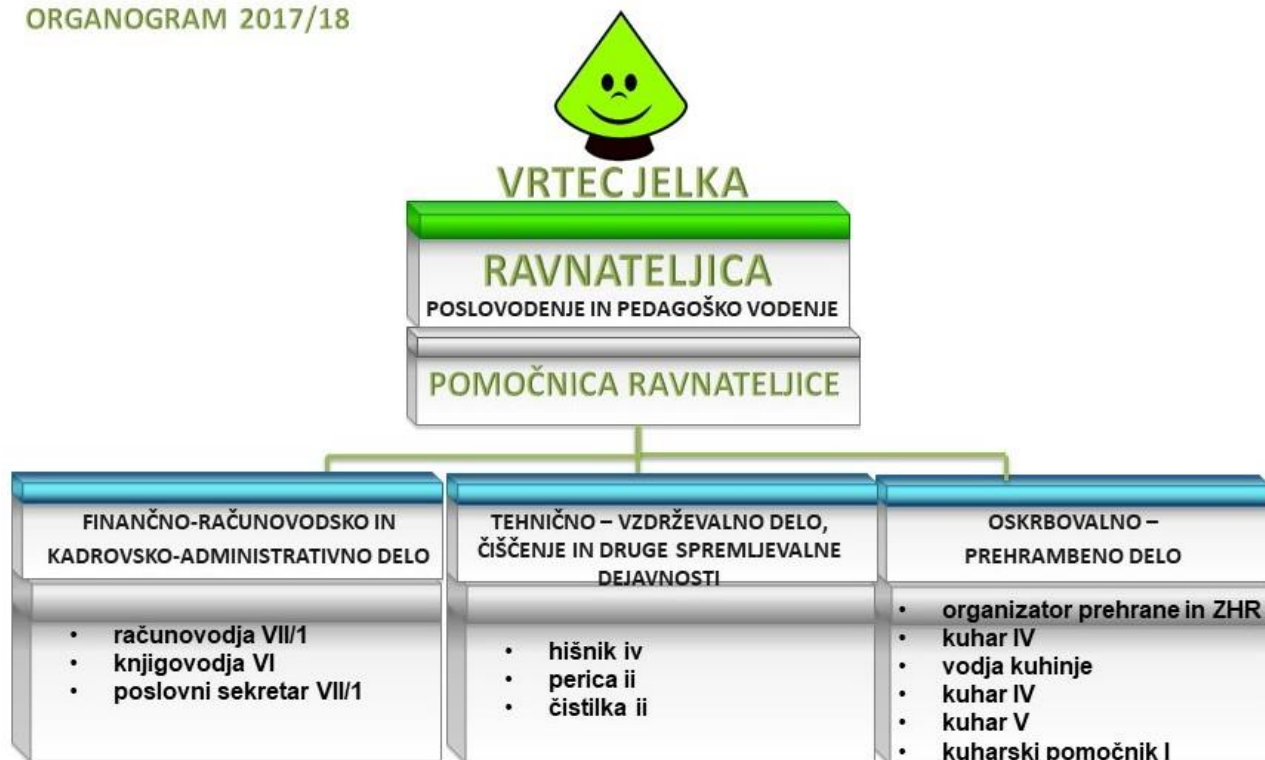 ORGANOGRAM 2017/18
VRTEC JELKA
RAVNATELJICA
POSLOVODENJE IN PEDAGOŠKO VODENJE
POMOČNICA RAVNATELJICE
FINANČNO-RAČUNOVODSKO IN
KADROVSKO-ADMINISTRATIVNO DELO
• računovodja VII/1
• knjigovodja VI
• poslovni sekretar VII/1
TEHNIČNO – VZDRŽEVALNO DELO,
ČIŠČENJE IN DRUGE SPREMLJEVALNE
DEJAVNOSTI
• hišnik iv
• perica ii
• čistilka ii
OSKRBOVALNO –
PREHRAMBENO DELO
• organizator prehrane in ZHR
• kuhar IV
• vodja kuhinje
• kuhar IV
• kuhar V
• kuharski pomočnik I